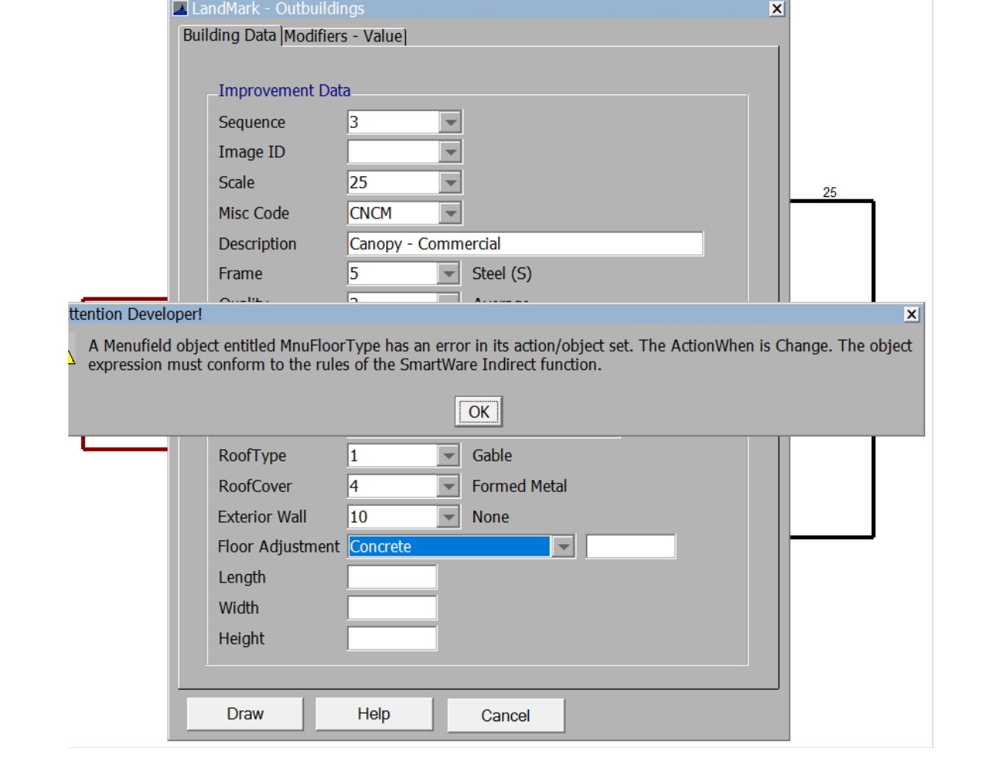 LandMark - Outbuildings
Building Data Modifiers - Value
Improvement Data
Sequence 3
Image ID
Scale 25
25
Misc Code CNCM
Description Canopy - Commercial
Frame 5 Steel (S)
ttention Developer!
A Menufield object entitled MnuFloorType has an error in its action/object set. The ActionWhen is Change. The object
expression must conform to the rules of the SmartWare Indirect function.
OK
RoofType 1 Gable
RoofCover 4 Formed Metal
Exterior Wall 10 None
Floor Adjustment Concrete
Length
Width
Height
Draw Help Cancel